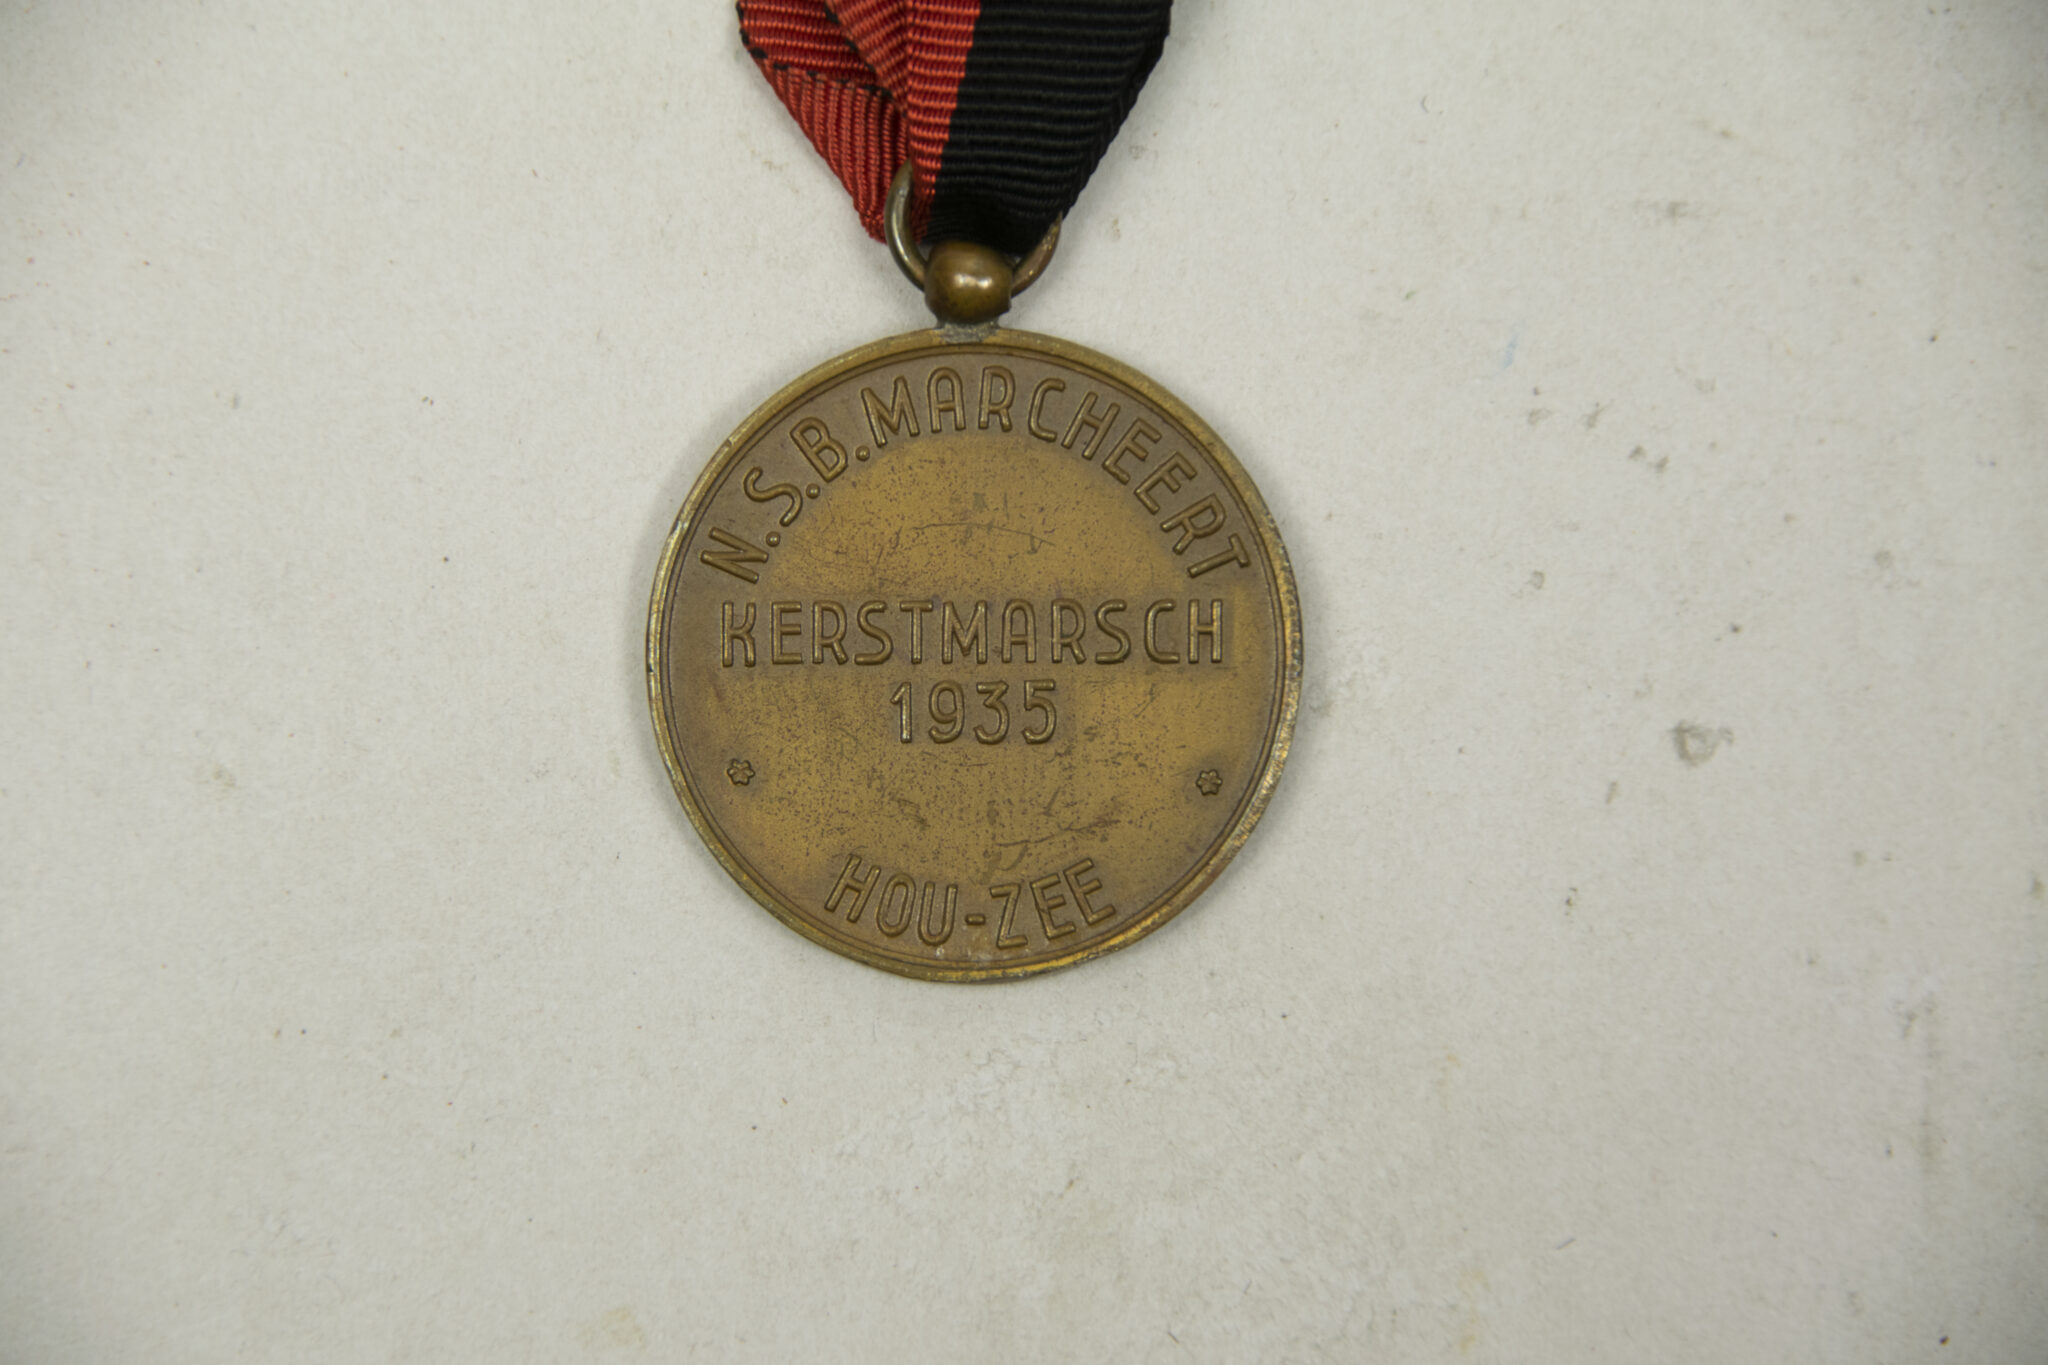 N.S.B. MARCHEERT
KERSTMARSCH
1935
HOU-ZEE